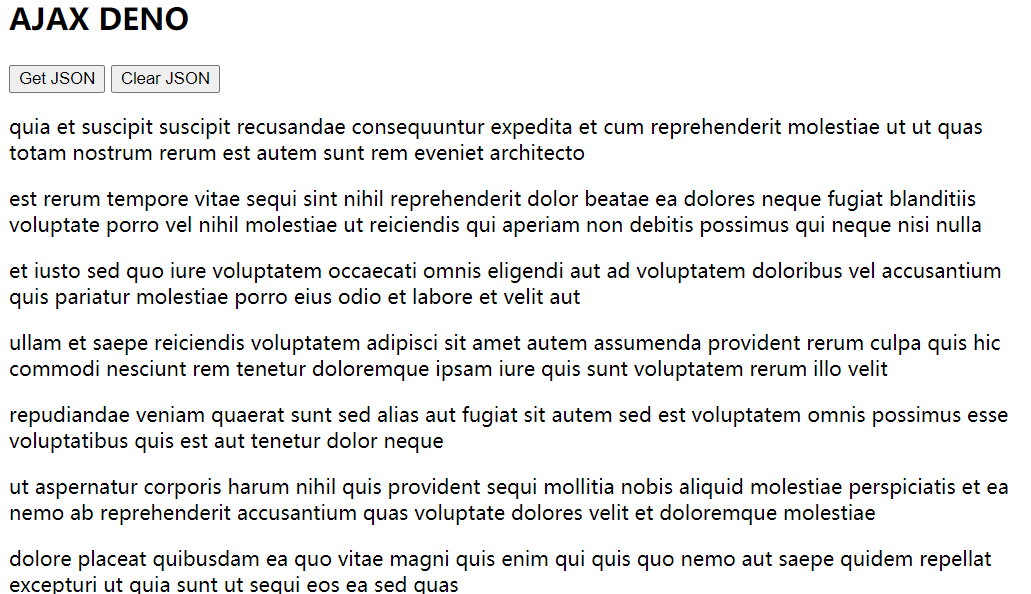 AJAX DENO
Get JSON Clear JSON
quia et suscipit suscipit recusandae consequuntur expedita et cum reprehenderit molestiae ut ut quas
totam nostrum rerum est autem sunt rem eveniet architecto
est rerum tempore vitae sequi sint nihil reprehenderit dolor beatae ea dolores neque fugiat blanditiis
voluptate porro vel nihil molestiae ut reiciendis qui aperiam non debitis possimus qui neque nisi nulla
et iusto sed quo iure voluptatem occaecati omnis eligendi aut ad voluptatem doloribus vel accusantium
quis pariatur molestiae porro eius odio et labore et velit aut
ullam et saepe reiciendis voluptatem adipisci sit amet autem assumenda provident rerum culpa quis hic
commodi nesciunt rem tenetur doloremque ipsam iure quis sunt voluptatem rerum illo velit
repudiandae veniam quaerat sunt sed alias aut fugiat sit autem sed est voluptatem omnis possimus esse
voluptatibus quis est aut tenetur dolor neque
ut aspernatur corporis harum nihil quis provident sequi mollitia nobis aliquid molestiae perspiciatis et ea
nemo ab reprehenderit accusantium quas voluptate dolores velit et doloremque molestiae
dolore placeat quibusdam ea quo vitae magni quis enim qui quis quo nemo aut saepe quidem repellat
excepturi ut quia sunt ut sequi eos ea sed quas